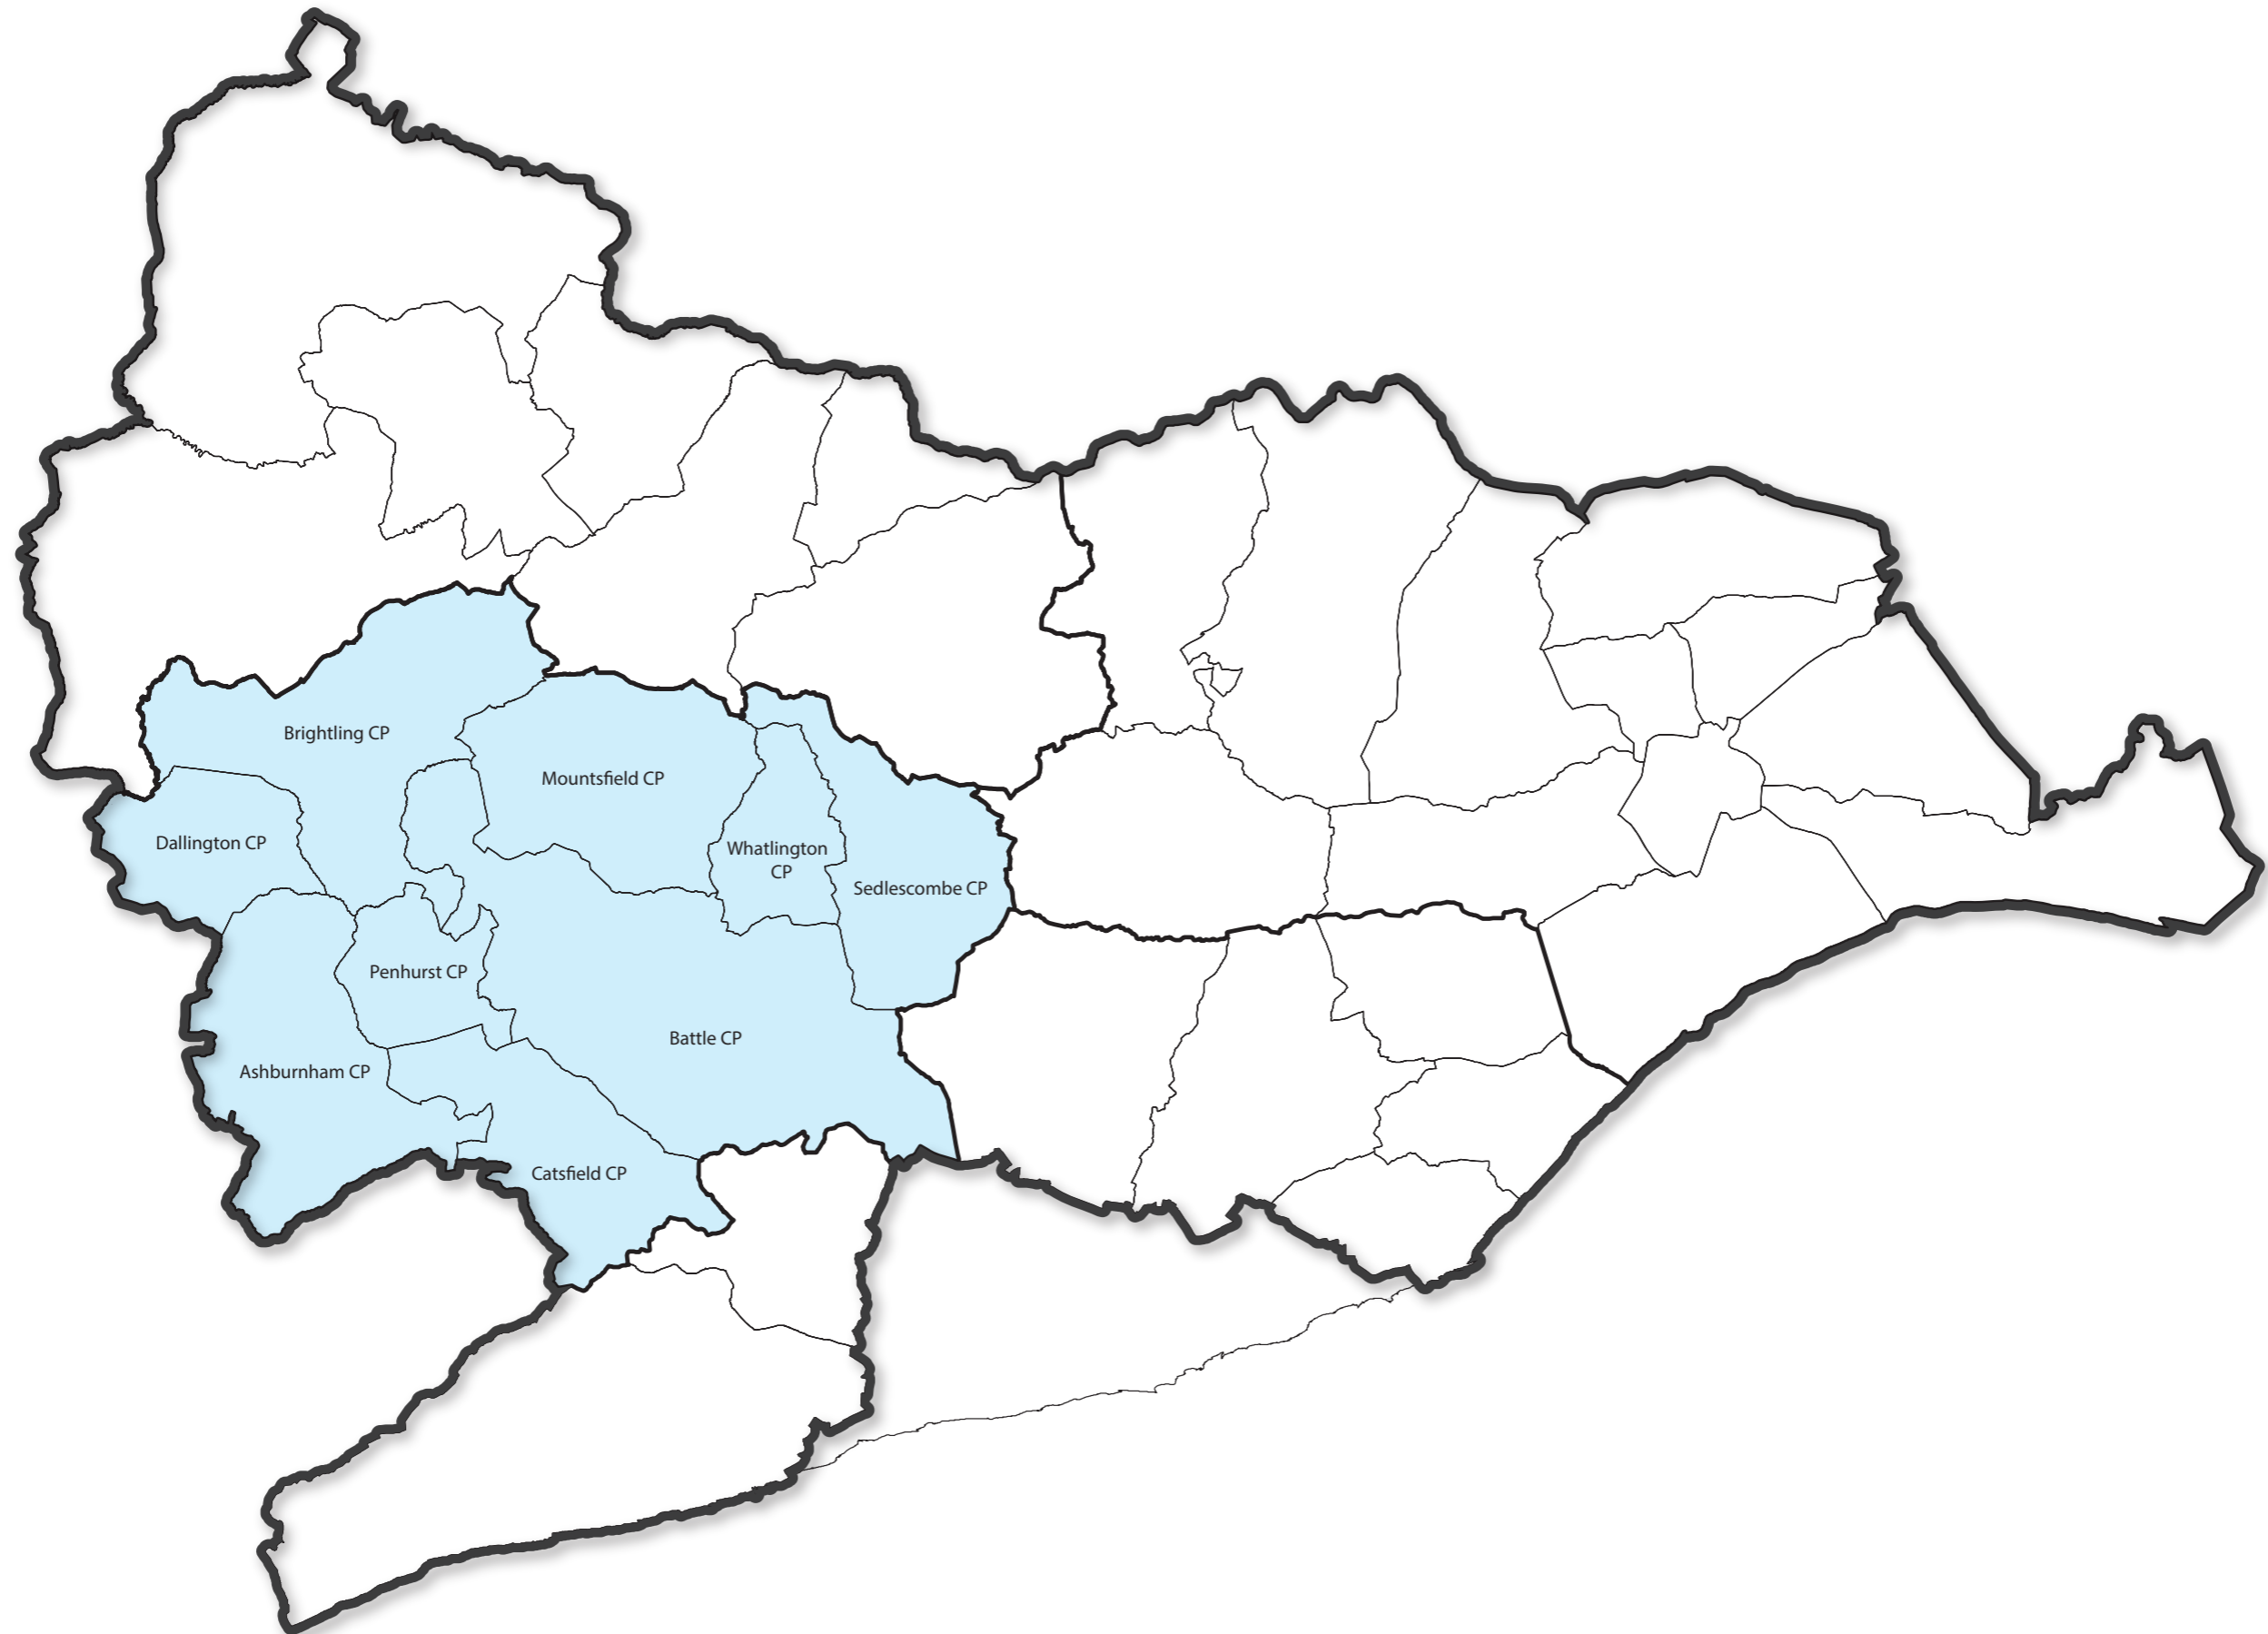 Brightling CP
Mountsfield CP
Dallington CP
Whatlington
CP
Sedlescombe CP
Penhurst CP
Battle CP
Ashburnham CP
Catsfield CP